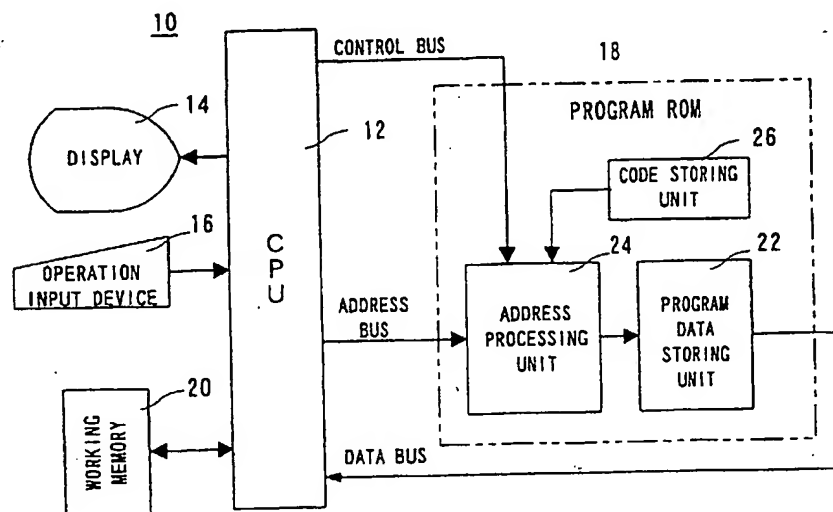 10
CONTROL BUS
18
14
12
PROGRAM ROM
DISPLAY
26
CODE STORING
UNIT
16
24
22
CPU
OPERATION
INPUT DEVICE
ADDRESS
BUS
ADDRESS
PROCESSING
UNIT
PROGRAM
DATA
STORING
UNIT
20
WORKING
MEMORY
DATA BUS